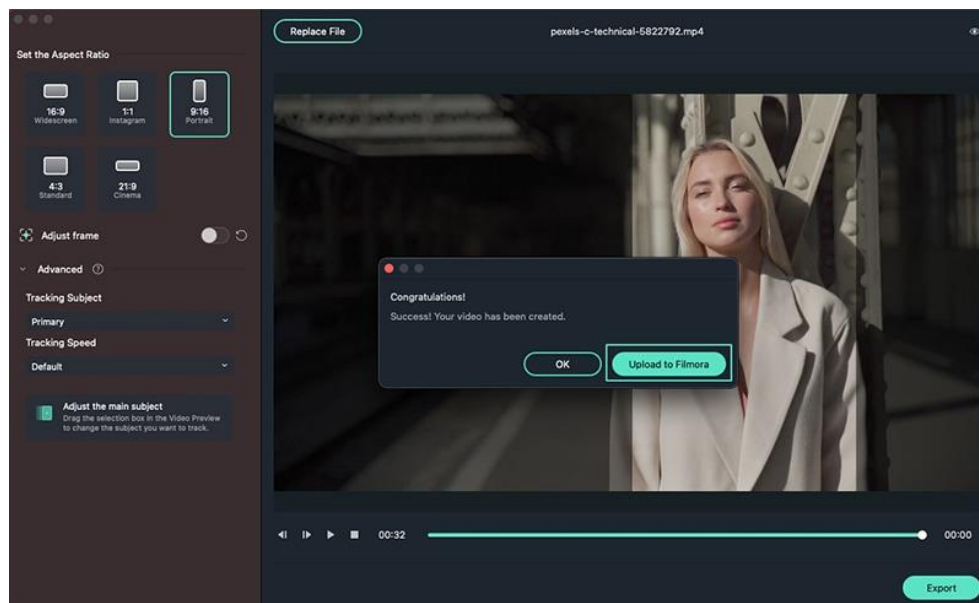 Replace File
pexels-c-technical-5822792.mp4
Set the Aspect Ratio
16:9
Widescreen
1:1
Instagram
9:16
Portrait
4:3
Standard
21:9
Cinema
Adjust frame
Advanced
Tracking Subject
Primary
Tracking Speed
Default
Adjust the main subject
Drag the selection box in the Video Preview
to change the subject you want to track.
Congratulations!
Success! Your video has been created.
OK
Upload to Filmora
00:32
00:00
Export